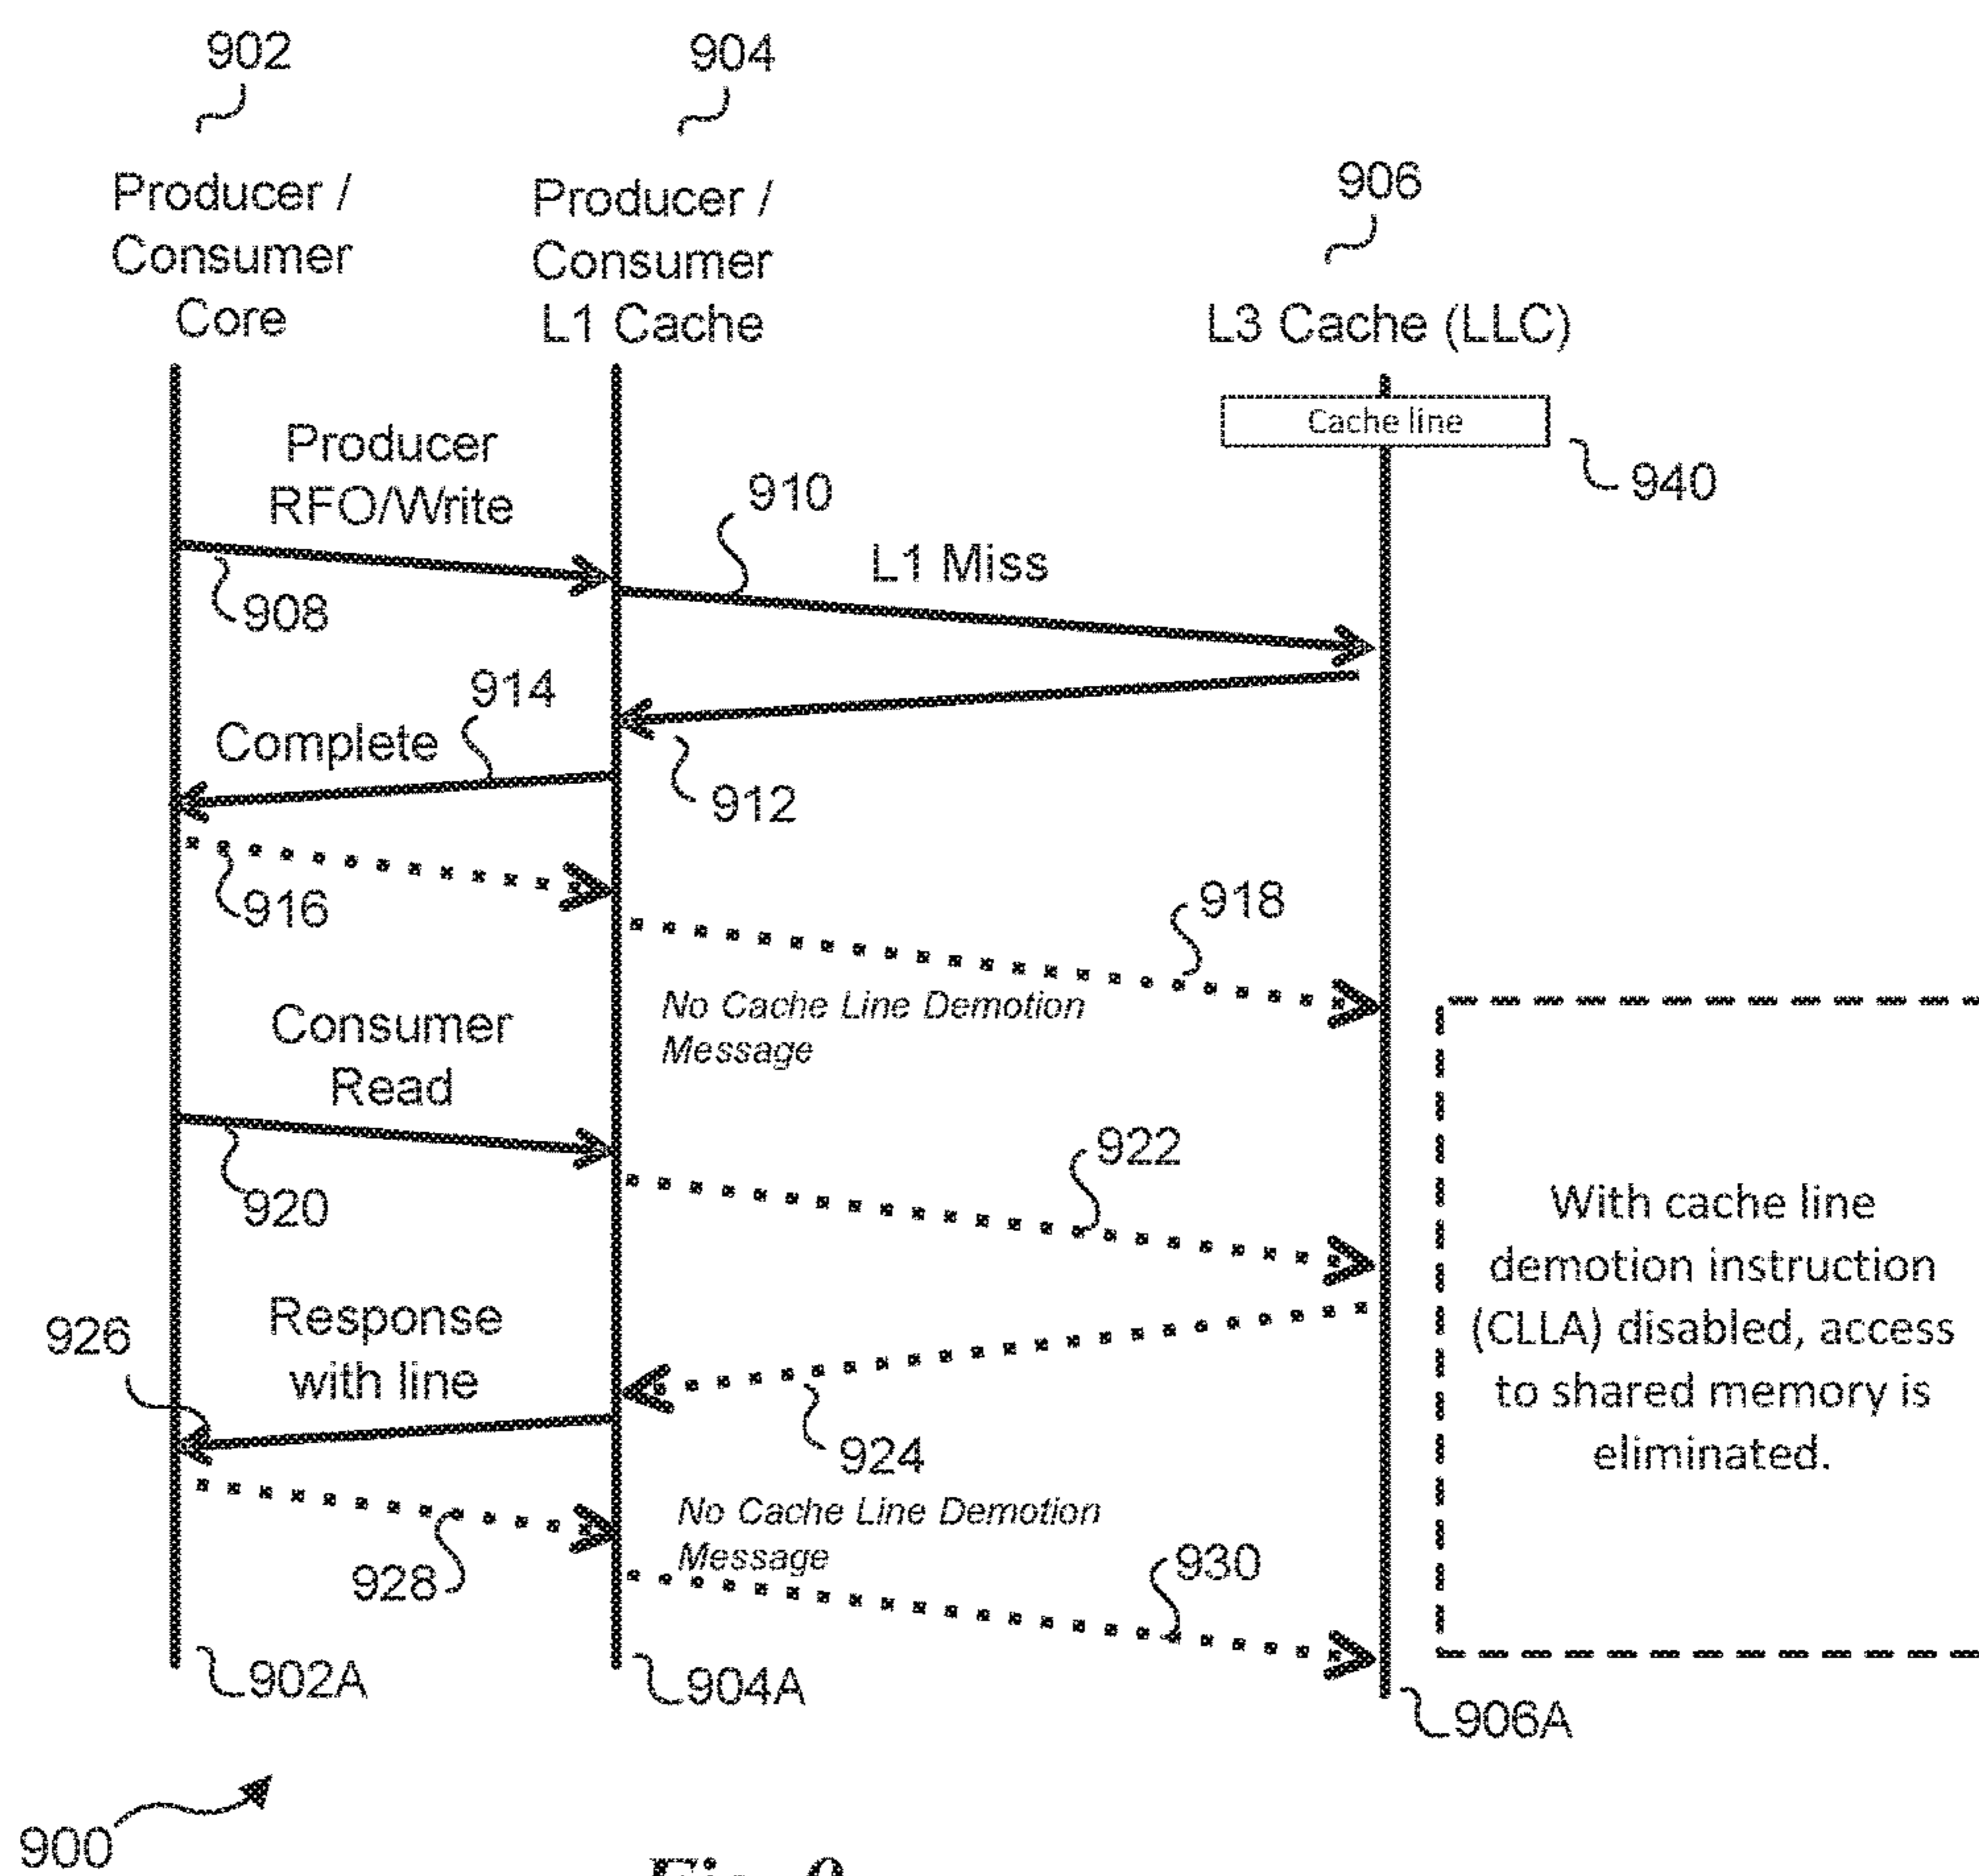 902
904
906
Producer /
Consumer
Core
Producer /
Consumer
L1 Cache
L3 Cache (LLC)
Cache line
940
Producer
RFO/Write
908
910
L1 Miss
914
Complete
912
916
918
No Cache Line Demotion
Message
Consumer
Read
920
922
With cache line
demotion instruction
(CLLA) disabled, access
to shared memory is
eliminated.
926
Response
with line
924
No Cache Line Demotion
Message
928
930
902A
904A
906A
900